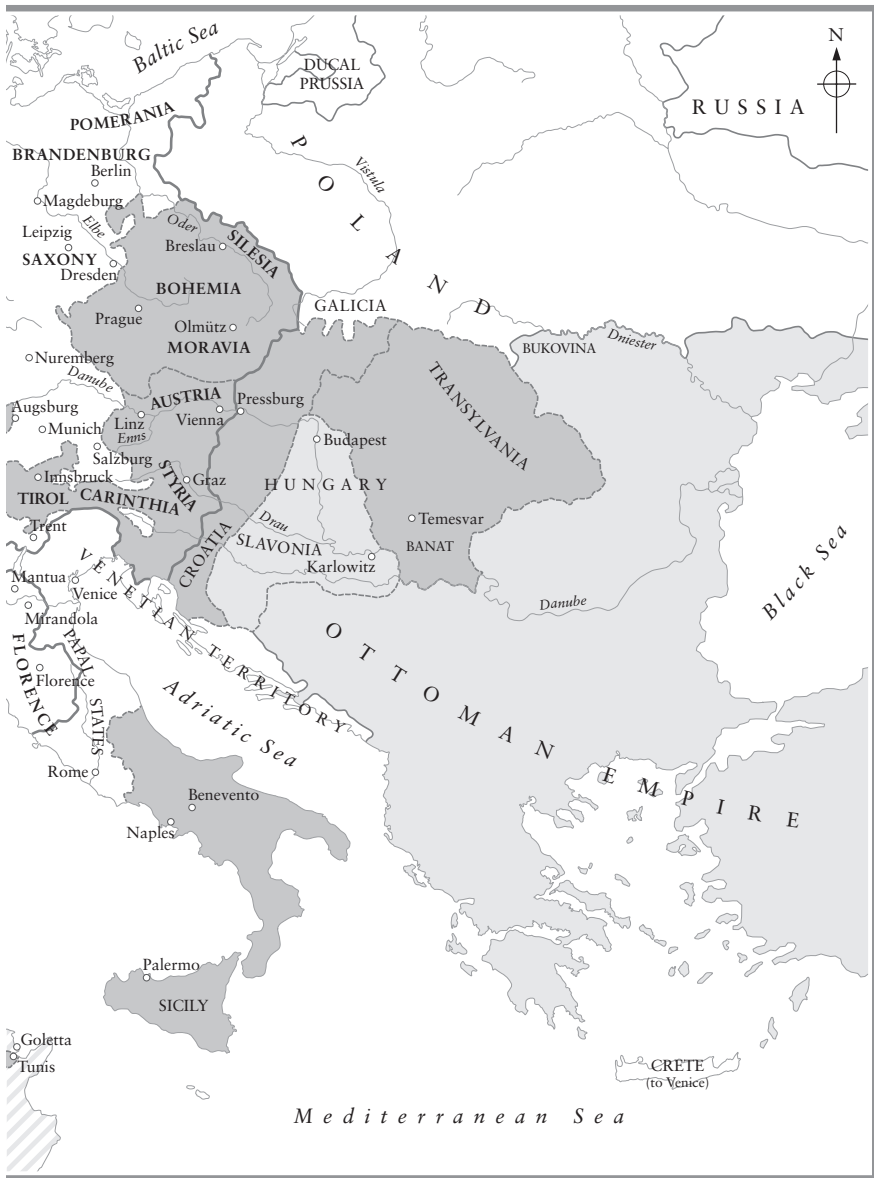 Baltic Sea
DUCAL
PRUSSIA
N
RUSSIA
POMERANIA
BRANDENBURG
Berlin
Magdeburg
POLAND
Vistula
Elbe
Leipzig
SAXONY
Dresden
Oder
Breslau
SILESIA
BOHEMIA
Prague
Olmütz
MORAVIA
GALICIA
BUKOVINA
Dniester
Nuremberg
Danube
Augsburg
Munich
AUSTRIA
Linz
Enns
Vienna
Pressburg
Salzburg
TRANSYLVANIA
Budapest
HUNGARY
Innsbruck
TIROL
CARINTHIA
STYRIA
Graz
Trent
Drau
SLAVONIA
Karlowitz
CROATIA
Temesvar
BANAT
Danube
Black Sea
Mantua
Venice
VENETIAN TERRITORY
Mirandola
PAPAL
STATES
FLORENCE
Florence
Adriatic Sea
OTTOMAN EMPIRE
Rome
Benevento
Naples
Palermo
SICILY
Goletta
Tunis
CRETE
(to Venice)
Mediterranean Sea